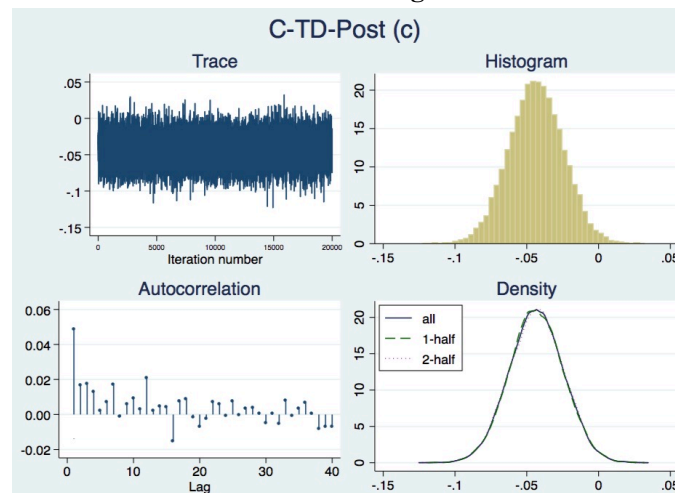 C-TD-Post (c)
Trace
.05
0
-.05
-.1
-.15
0 5000 10000 15000 20000
Iteration number
Histogram
20
15
10
5
0
-.15 -.1 -.05 0 .05
Autocorrelation
0.06
0.04
0.02
0.00
-0.02
0 10 20 30 40
Lag
Density
all
1-half
2-half
20
15
10
5
0
-.15 -.1 -.05 0 .05